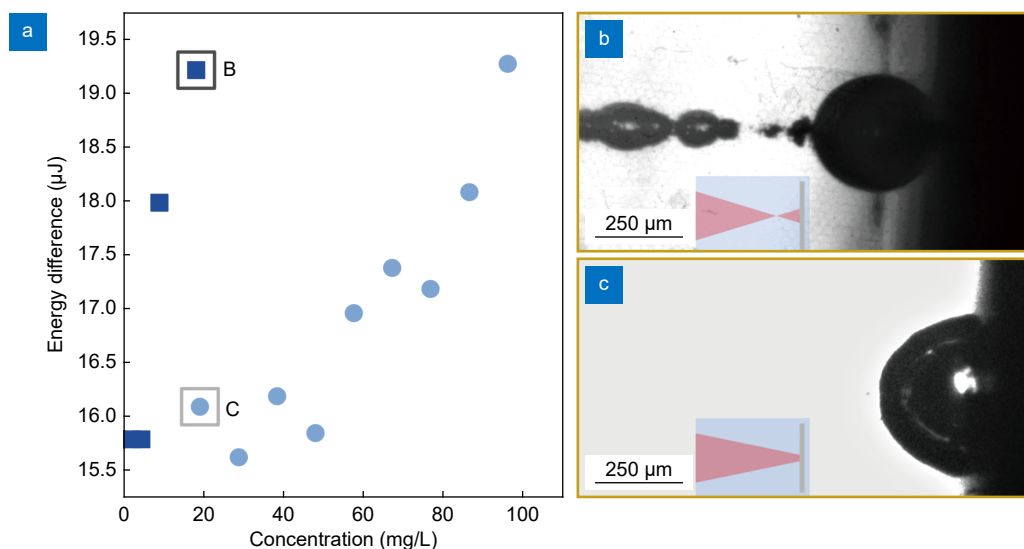 a
Energy difference (μJ)
19.5
19.0
18.5
18.0
17.5
17.0
16.5
16.0
15.5
B
C
0
20
40
60
80
100
Concentration (mg/L)
b
250 μm
c
250 μm